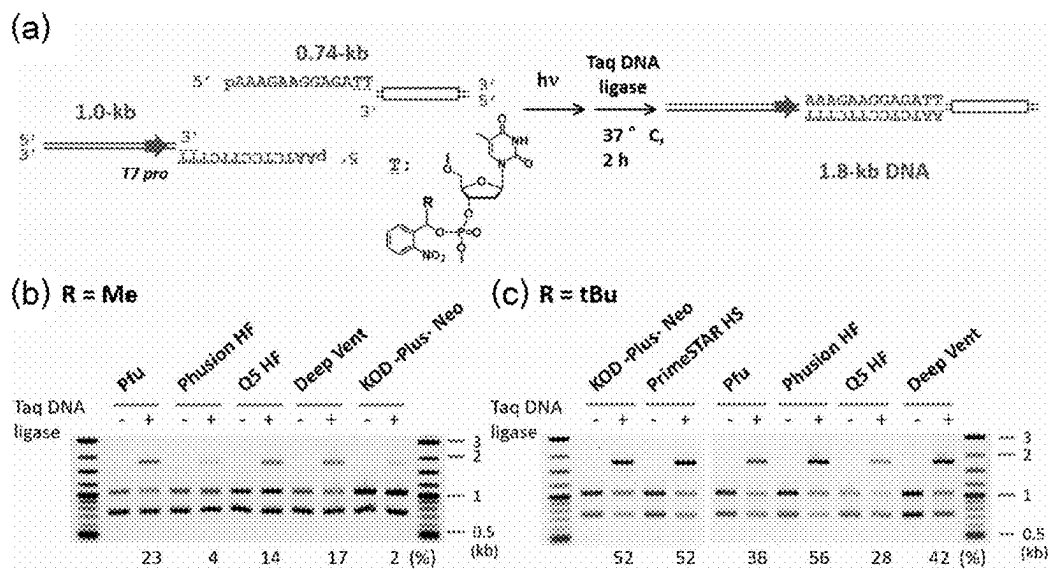 (a)
0.74-kb
5' pAAAGAAGGAGATT 3'
3' 5'
1.0-kb
5' 3'
3'
T7 pro
T:
R
NH
N
O
P
NO₂
hν
Taq DNA
ligase
37° C,
2 h
AAAGAAGGAGATT
1.8-kb DNA
(b) R = Me
Pfu
Phusion HF
Q5 HF
Deep Vent
KOD -Plus- Neo
Taq DNA
ligase
- + - + - + - + - +
3
2
1
0.5
(kb)
23 4 14 17 2 (%)
(c) R = tBu
KOD -Plus- Neo
PrimeSTAR HS
Pfu
Phusion HF
Q5 HF
Deep Vent
Taq DNA
ligase
- + - + - + - + - + - +
3
2
1
0.5
(kb)
52 52 38 56 28 42 (%)